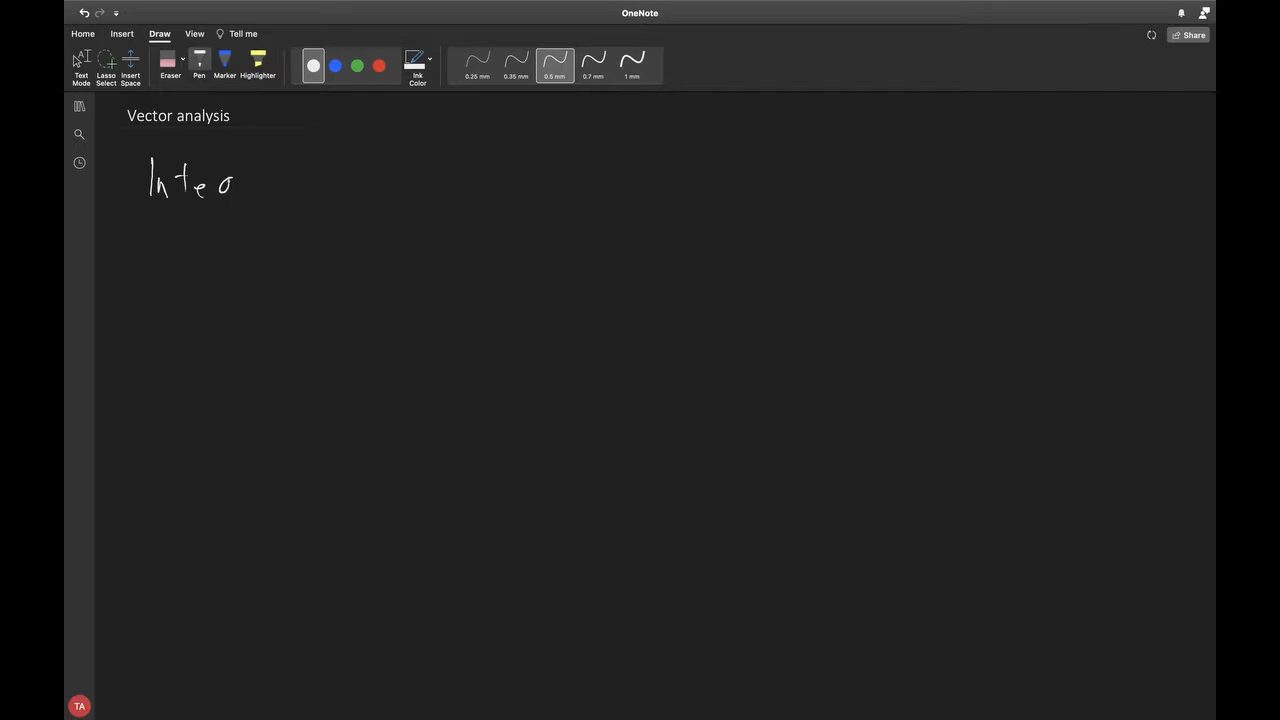 OneNote
Home Insert Draw View Tell me
Share
Text Mode Lasso Select Insert Space Eraser Pen Marker Highlighter Ink Color 0.25 mm 0.35 mm 0.5 mm 0.7 mm 1 mm
Vector analysis
Inte
TA